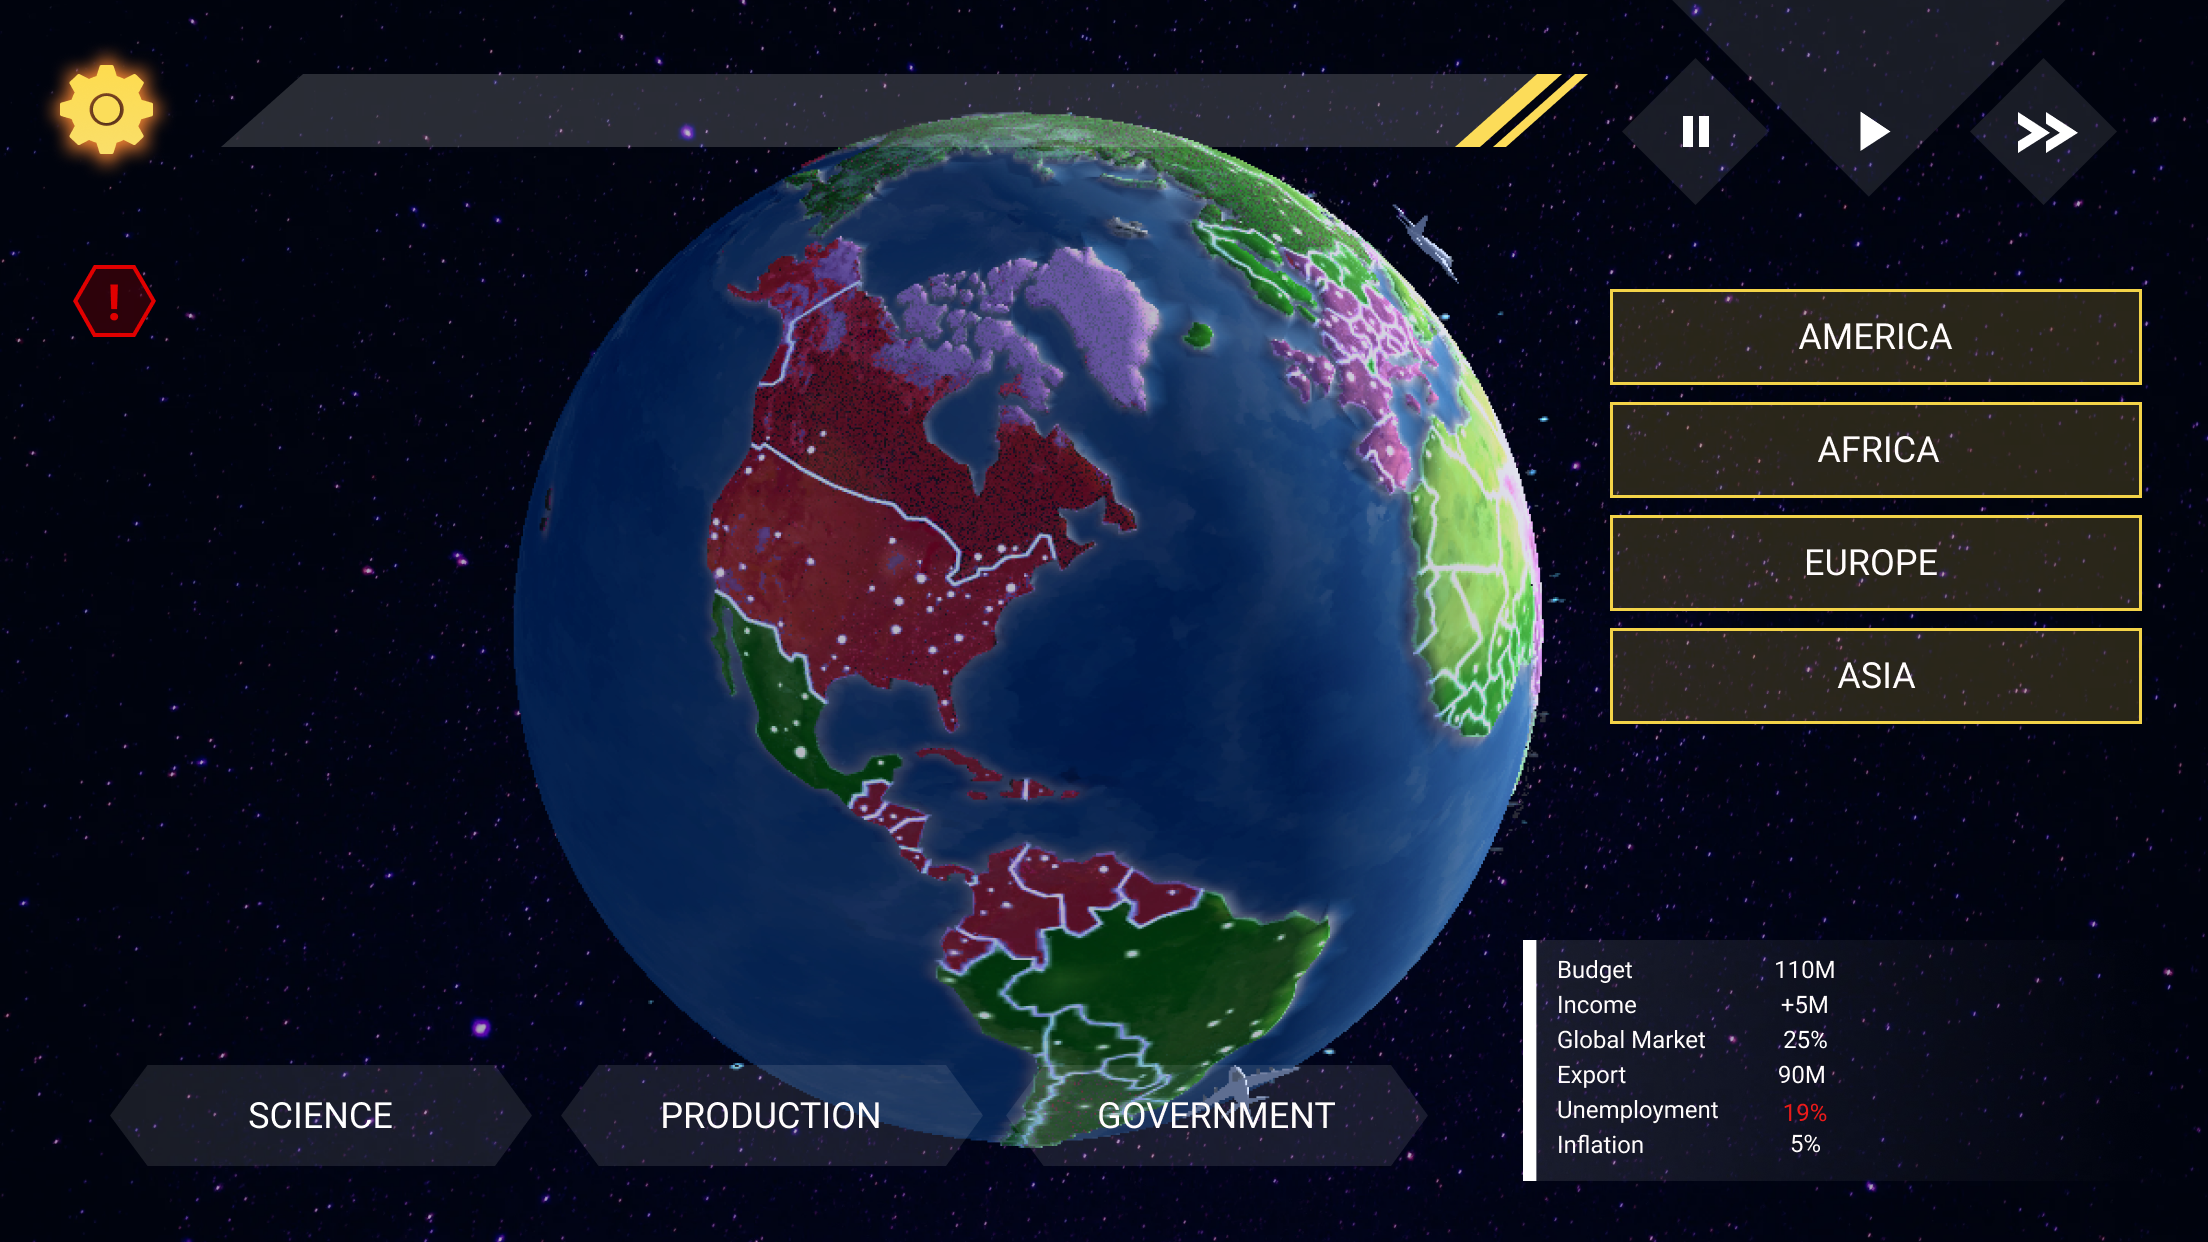 !
AMERICA
AFRICA
EUROPE
ASIA
Budget 110M
Income +5M
Global Market 25%
Export 90M
Unemployment 19%
Inflation 5%
SCIENCE
PRODUCTION
GOVERNMENT